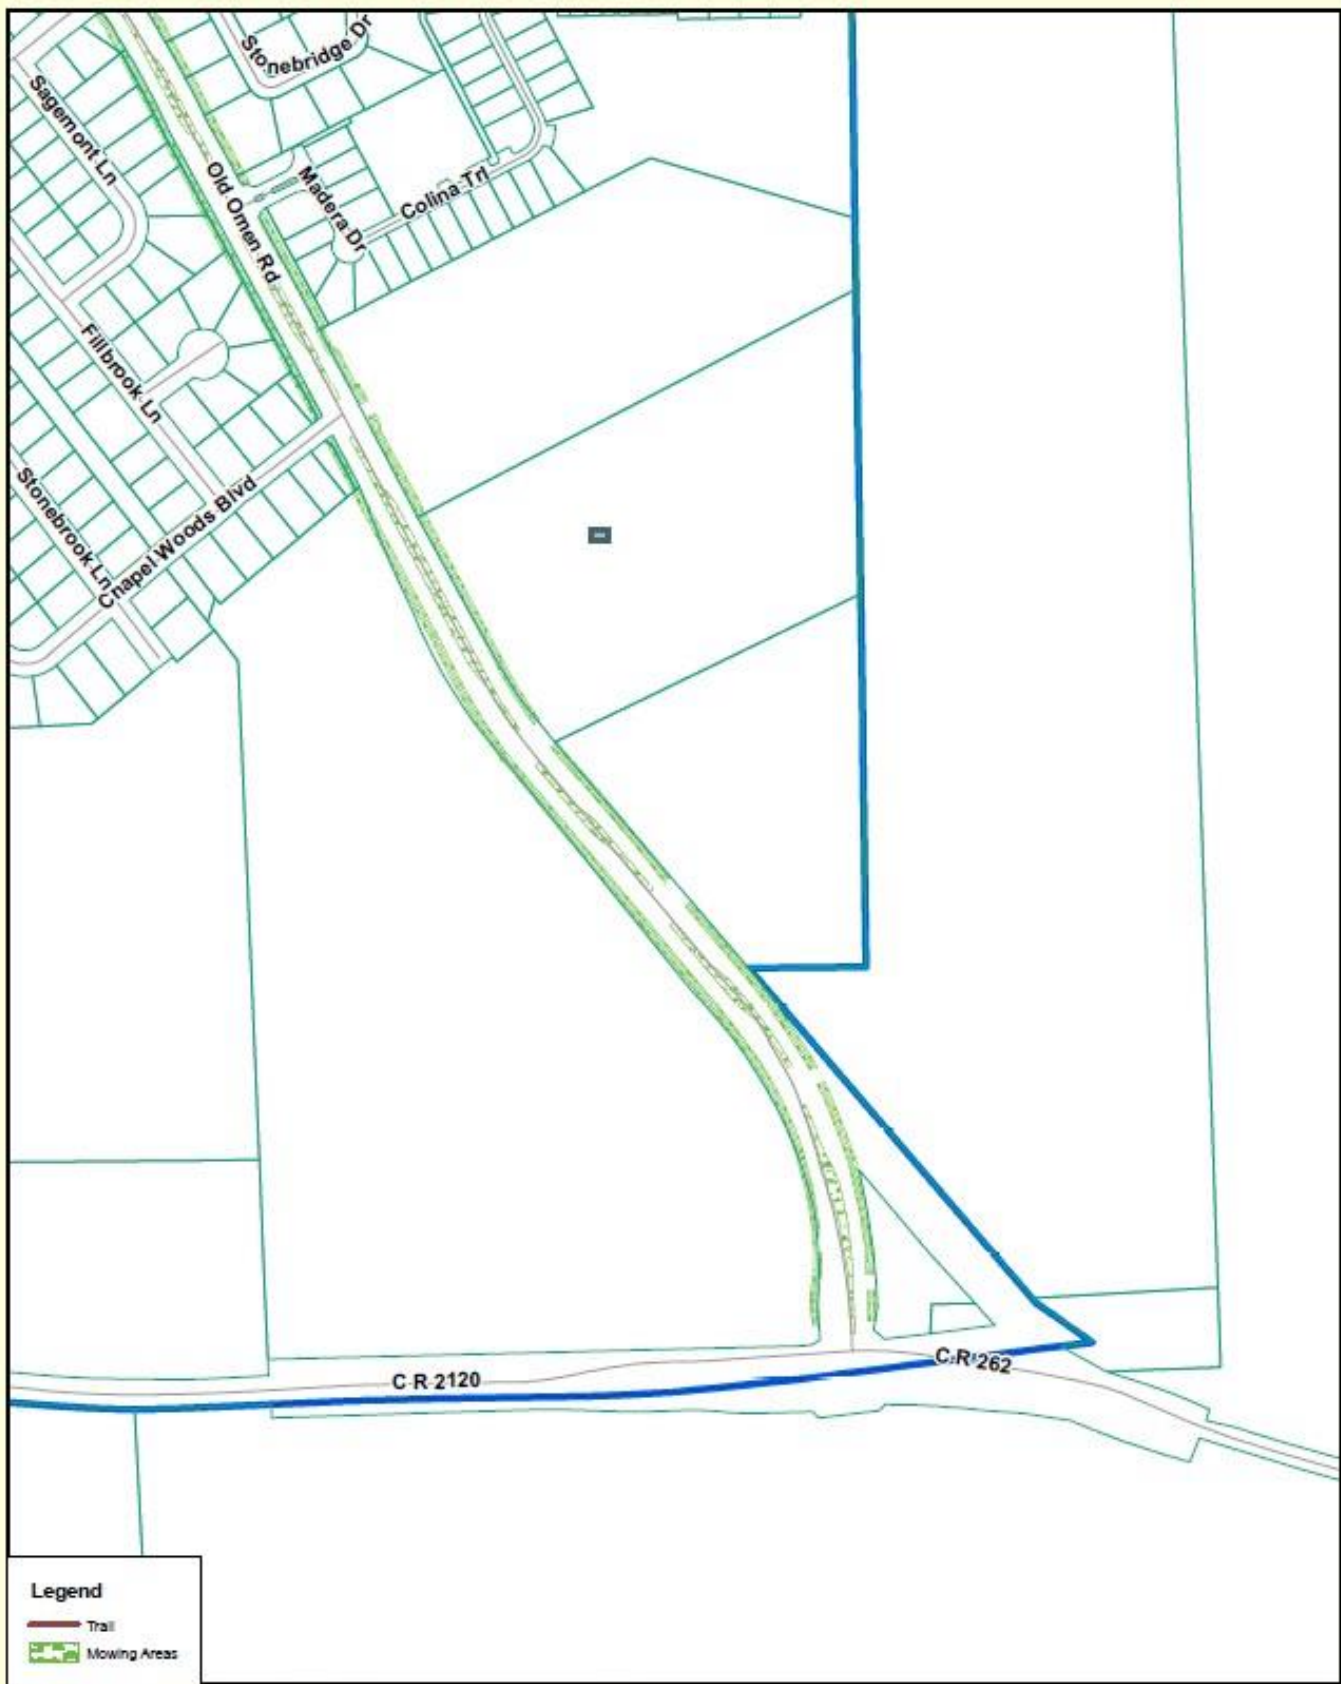 Stonebridge Dr
Sagemont Ln
Old Omen Rd
Madera Dr
Colina Trl
Fillbrook Ln
Stonebrook Ln
Chapel Woods Blvd
C R 2120
C R 262
Legend
Trail
Mowing Areas